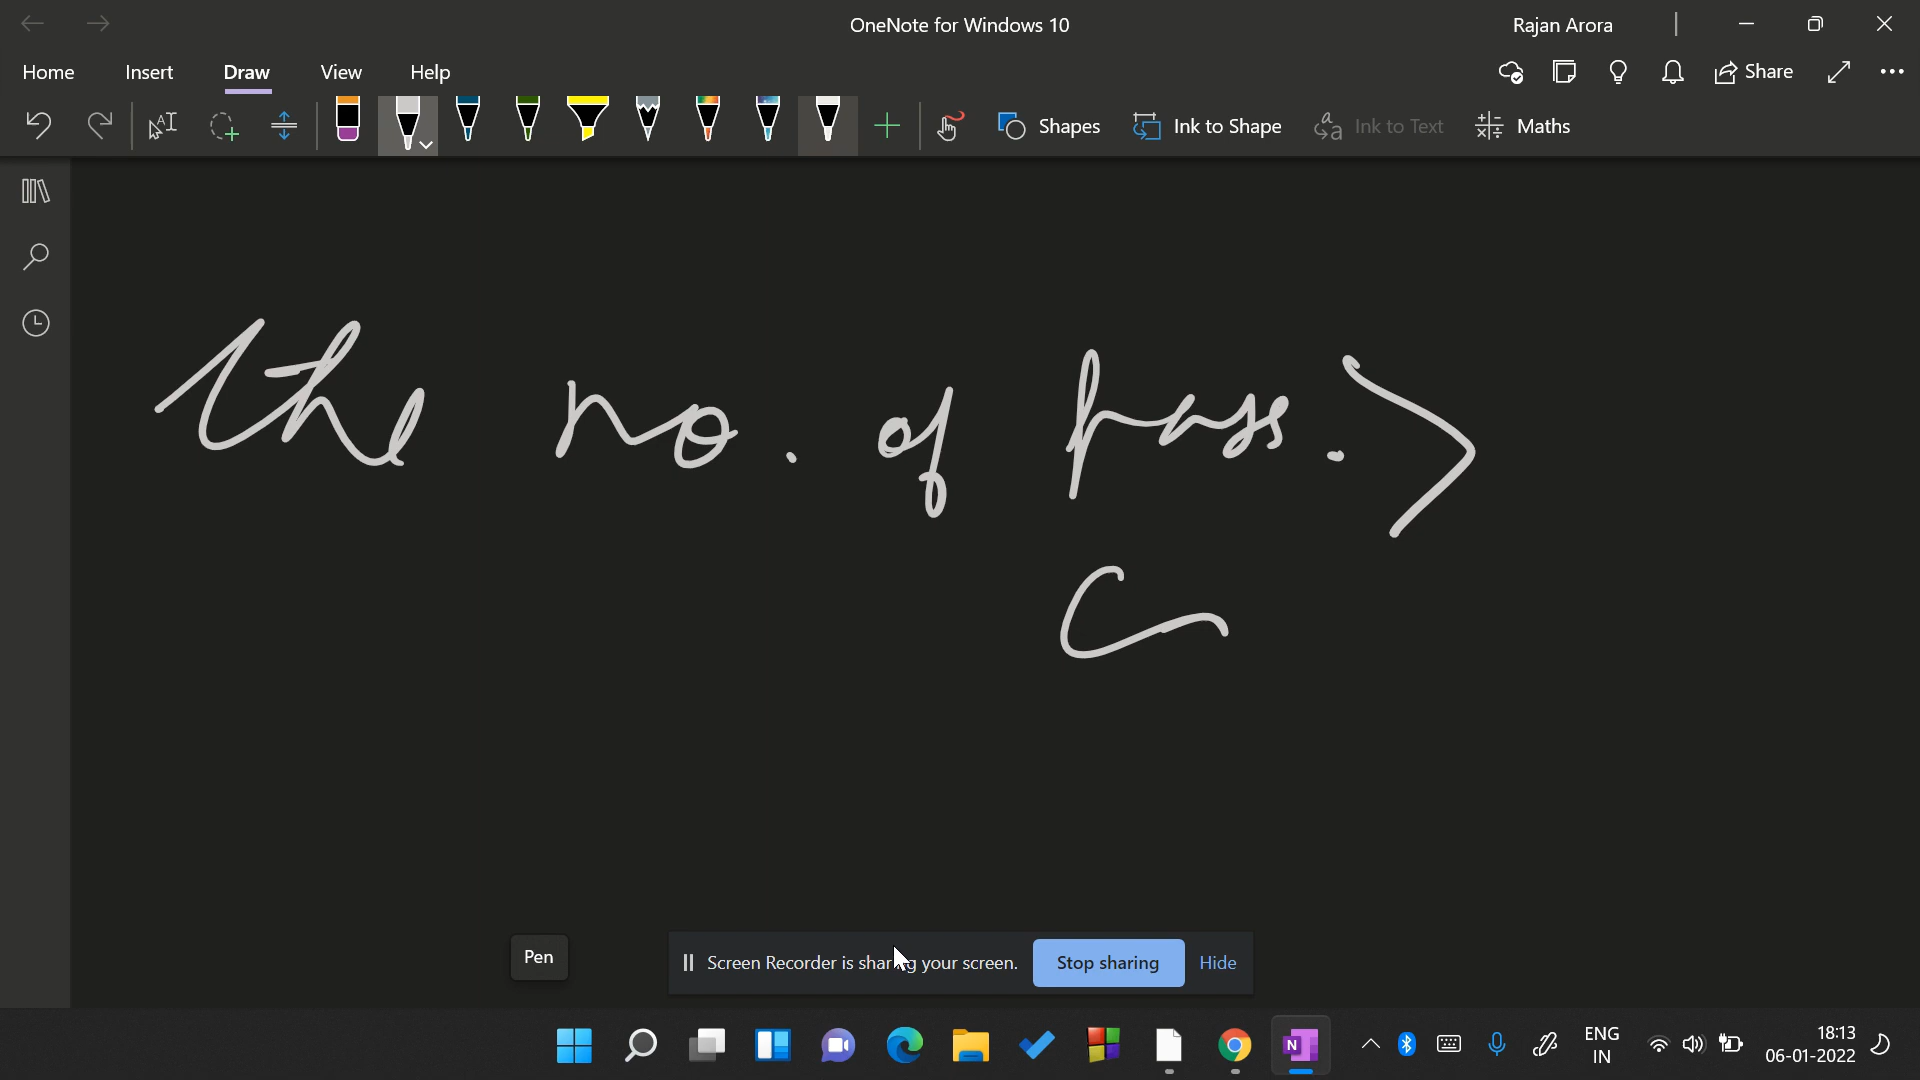 OneNote for Windows 10
Rajan Arora
Home Insert Draw View Help
Share
Shapes Ink to Shape Ink to Text Maths
the no. of pass. >
Pen
Screen Recorder is sharing your screen. Stop sharing Hide
ENG
IN
18:13
06-01-2022